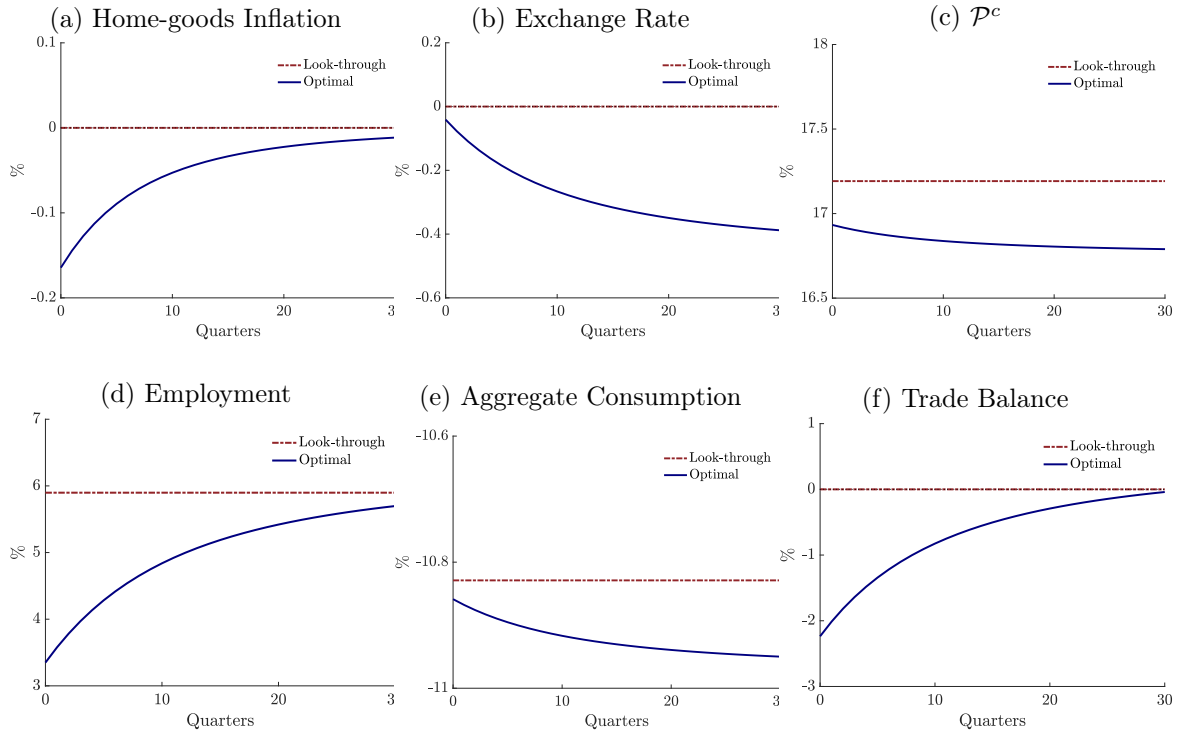 (a) Home-goods Inflation
0.1
0
-0.1
-0.2
%
0
10
20
3
Quarters
Look-through
Optimal
(b) Exchange Rate
0.2
0
-0.2
-0.4
-0.6
%
0
10
20
3
Quarters
Look-through
Optimal
(c) 𝒫ᶜ
18
17.5
17
16.5
%
0
10
20
30
Quarters
Look-through
Optimal
(d) Employment
7
6
5
4
3
%
0
10
20
3
Quarters
Look-through
Optimal
(e) Aggregate Consumption
-10.6
-10.8
-11
%
0
10
20
3
Quarters
Look-through
Optimal
(f) Trade Balance
1
0
-1
-2
-3
%
0
10
20
30
Quarters
Look-through
Optimal